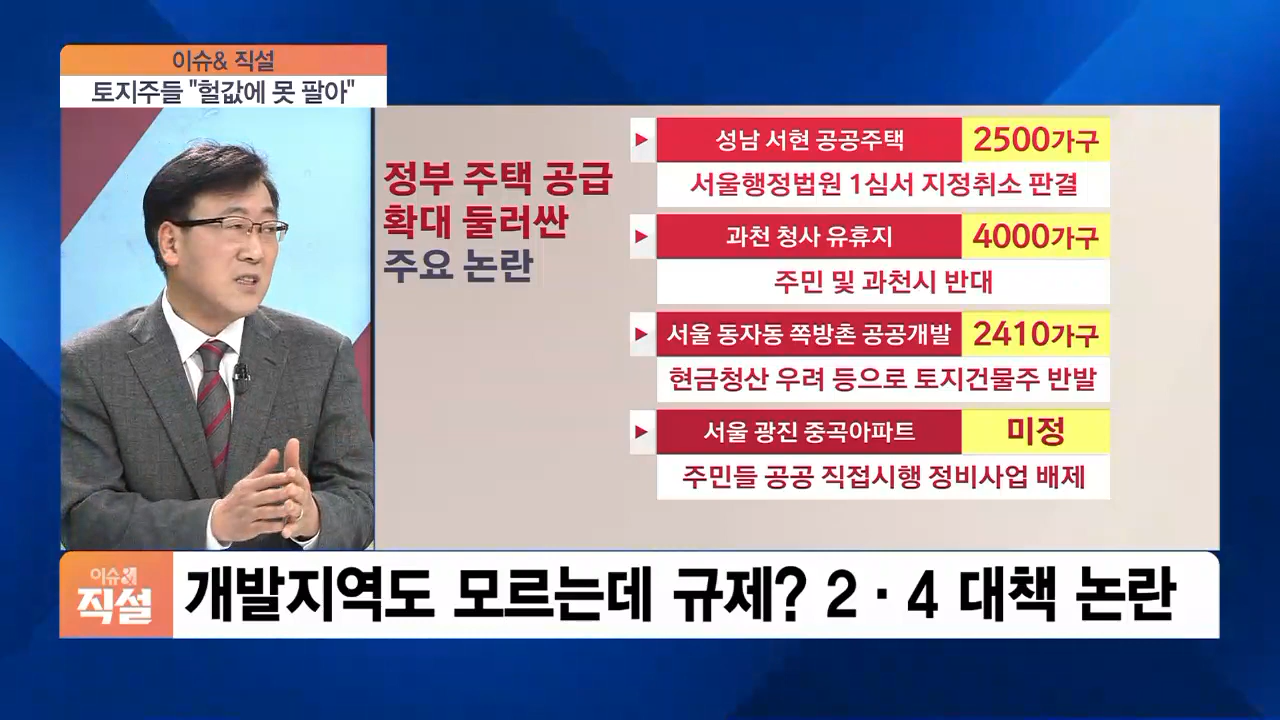 이슈& 직설
토지주들 "헐값에 못 팔아"
정부 주택 공급
확대 둘러싼
주요 논란
▶ 성남 서현 공공주택 2500가구
서울행정법원 1심서 지정취소 판결
▶ 과천 청사 유휴지 4000가구
주민 및 과천시 반대
▶ 서울 동자동 쪽방촌 공공개발 2410가구
현금청산 우려 등으로 토지건물주 반발
▶ 서울 광진 중곡아파트 미정
주민들 공공 직접시행 정비사업 배제
이슈&
직설
개발지역도 모르는데 규제? 2·4 대책 논란